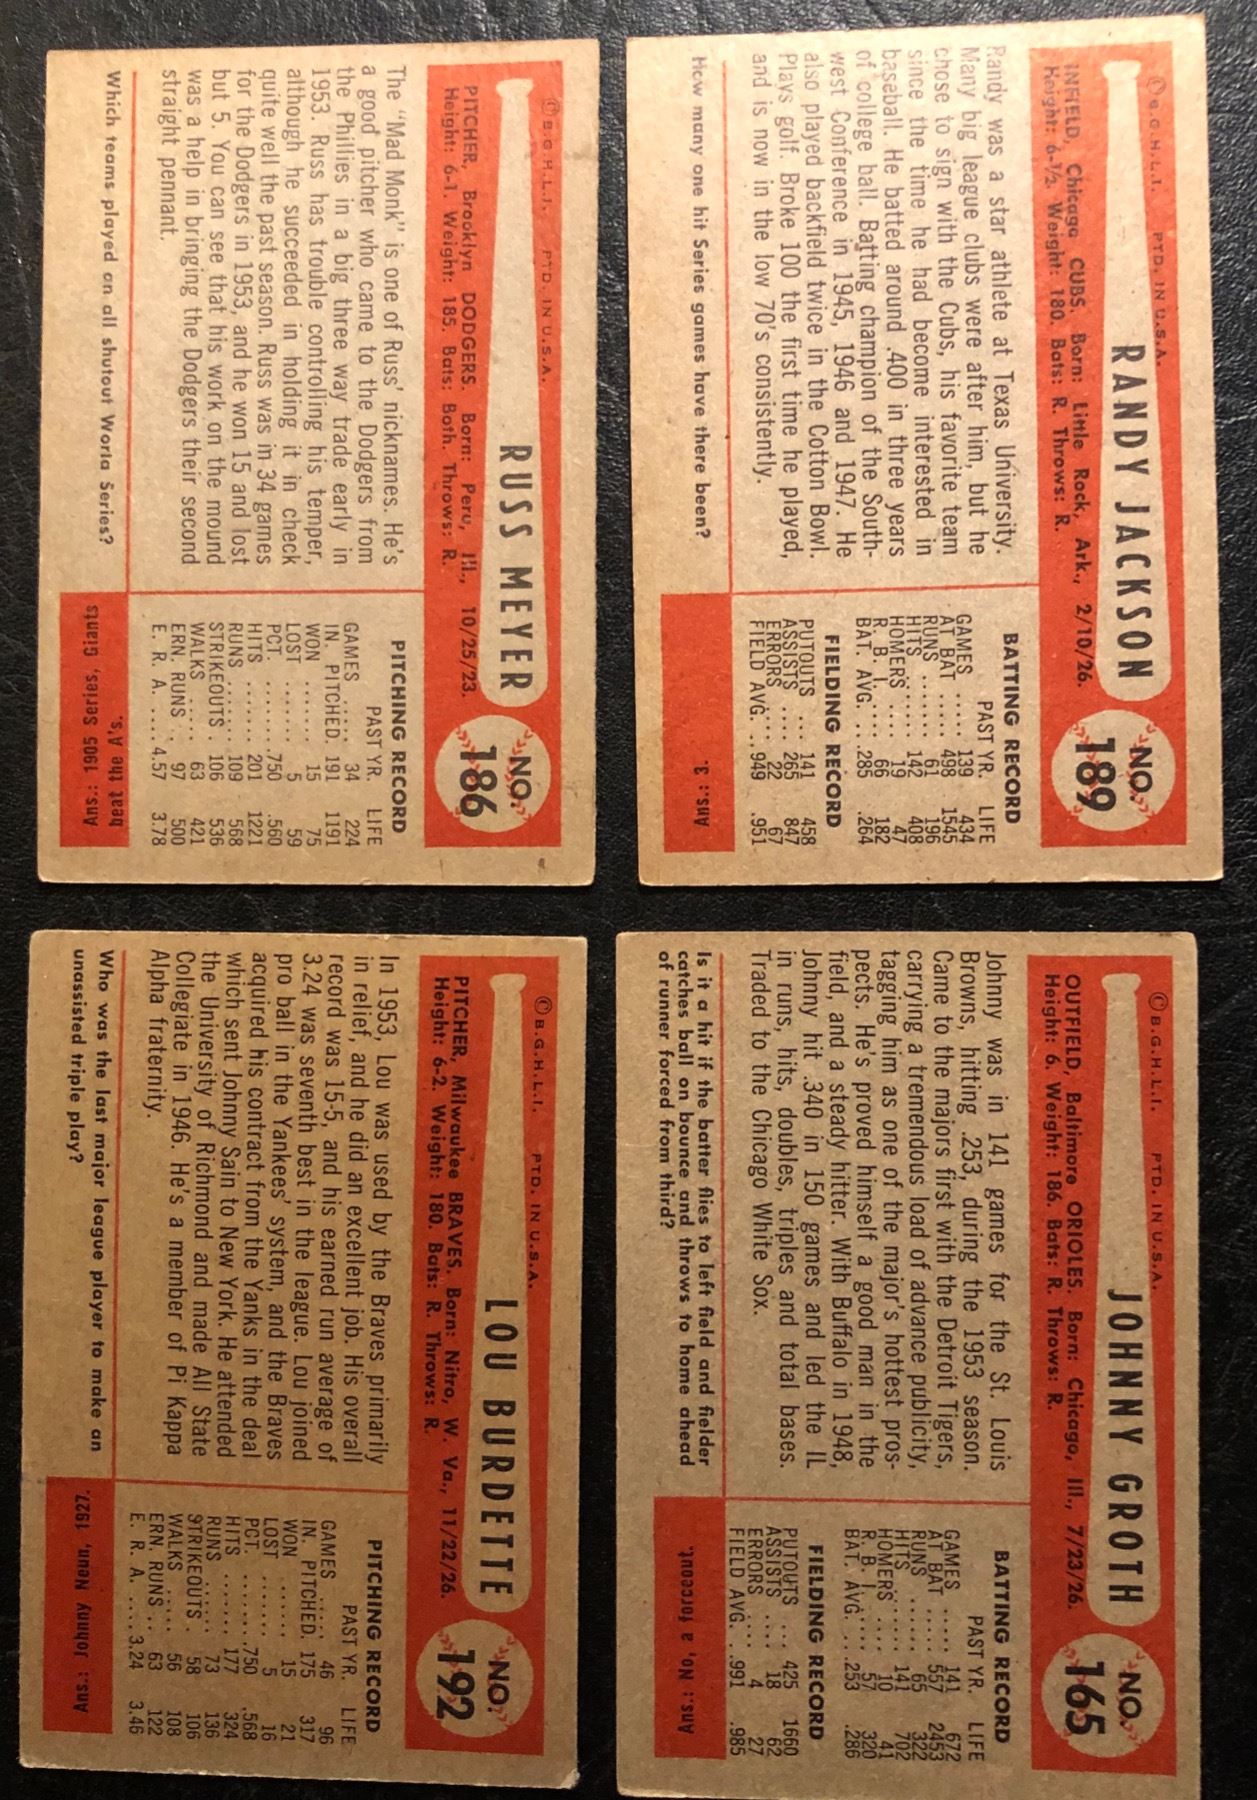 © B.G.H.L.I. PTD. IN U.S.A.
RANDY JACKSON
NO.
189
INFIELD, Chicago CUBS. Born: Little Rock, Ark., 2/10/26.
Height: 6-1/2. Weight: 180. Bats: R. Throws: R.
Randy was a star athlete at Texas University.
Many big league clubs were after him, but he
chose to sign with the Cubs, his favorite team
since the time he had become interested in
baseball. He batted around .400 in three years
of college ball. Batting champion of the South-
west Conference in 1945, 1946 and 1947. He
also played backfield twice in the Cotton Bowl.
Plays golf. Broke 100 the first time he played,
and is now in the low 70's consistently.
BATTING RECORD
PAST YR. LIFE
GAMES ..... 139 434
AT BAT .... 498 1545
RUNS ...... 61 196
HITS ...... 142 408
HOMERS ..... 19 47
R. B. I. .... 66 182
BAT. AVG. .. .285 .264
FIELDING RECORD
PUTOUTS ... 141 458
ASSISTS .... 265 847
ERRORS .... 22 67
FIELD AVG. .. .949 .951
How many one hit Series games have there been?
Ans.: 3.
© B.G.H.L.I. PTD. IN U.S.A.
RUSS MEYER
NO.
186
PITCHER, Brooklyn DODGERS. Born: Peru, Ill., 10/25/23.
Height: 6-1. Weight: 185. Bats: Both. Throws: R.
The "Mad Monk" is one of Russ' nicknames. He's
a good pitcher who came to the Dodgers from
the Phillies in a big three way trade early in
1953. Russ has trouble controlling his temper,
although he succeeded in holding it in check
quite well the past season. Russ was in 34 games
for the Dodgers in 1953, and he won 15 and lost
but 5. You can see that his work on the mound
was a help in bringing the Dodgers their second
straight pennant.
PITCHING RECORD
PAST YR. LIFE
GAMES ..... 34 224
IN. PITCHED. 191 1191
WON ...... 15 75
LOST ....... 5 59
PCT. ...... .750 .560
HITS ....... 201 1221
RUNS ...... 109 568
STRIKEOUTS . 106 536
WALKS .... 63 421
ERN. RUNS . 97 500
E. R. A. .... 4.57 3.78
Which teams played an all shutout World Series?
Ans.: 1905 Series, Giants
beat the A's.
© B.G.H.L.I. PTD. IN U.S.A.
JOHNNY GROTH
NO.
165
OUTFIELD, Baltimore ORIOLES. Born: Chicago, Ill., 7/23/26.
Height: 6. Weight: 186. Bats: R. Throws: R.
Johnny was in 141 games for the St. Louis
Browns, hitting .253, during the 1953 season.
Came to the majors first with the Detroit Tigers,
carrying a tremendous load of advance publicity,
tagging him as one of the major's hottest pros-
pects. He's proved himself a good man in the
field, and a steady hitter. With Buffalo in 1948,
Johnny hit .340 in 150 games and led the IL
in runs, hits, doubles, triples and total bases.
Traded to the Chicago White Sox.
BATTING RECORD
PAST YR. LIFE
GAMES ..... 141 672
AT BAT .... 557 2453
RUNS ...... 65 322
HITS ...... 141 702
HOMERS .... 10 41
R. B. I. .... 57 320
BAT. AVG. .. .253 .286
FIELDING RECORD
PUTOUTS ... 425 1660
ASSISTS .... 18 62
ERRORS .... 4 27
FIELD AVG. .. .991 .985
Is it a hit if the batter flies to left field and fielder
catches ball on bounce and throws to home ahead
of runner forced from third?
Ans.: No, a forceout.
© B.G.H.L.I. PTD. IN U.S.A.
LOU BURDETTE
NO.
192
PITCHER, Milwaukee BRAVES. Born: Nitro, W. Va., 11/22/26.
Height: 6-2. Weight: 180. Bats: R. Throws: R.
In 1953, Lou was used by the Braves primarily
in relief, and he did an excellent job. His overall
record was 15-5, and his earned run average of
3.24 was seventh best in the league. Lou joined
pro ball in the Yankees' system, and the Braves
acquired his contract from the Yanks in the deal
which sent Johnny Sain to New York. He attended
the University of Richmond and made All State
Collegiate in 1946. He's a member of Pi Kappa
Alpha fraternity.
PITCHING RECORD
PAST YR. LIFE
GAMES ..... 46 96
IN. PITCHED. 175 317
WON ...... 15 21
LOST ....... 5 16
PCT. ...... .750 .568
HITS ....... 177 324
RUNS ...... 73 136
STRIKEOUTS . 58 106
WALKS ..... 56 108
ERN. RUNS .. 63 122
E. R. A. .... 3.24 3.46
Who was the last major league player to make an
unassisted triple play?
Ans.: Johnny Neun, 1927.